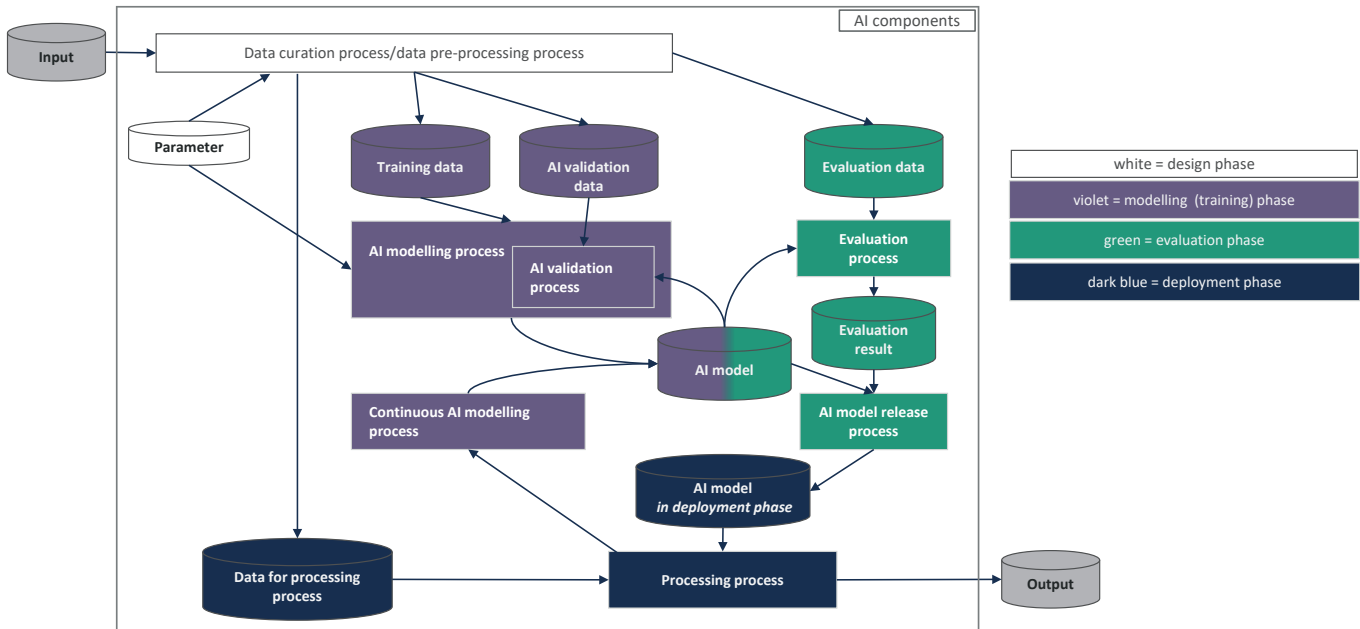 AI components
Input
Data curation process/data pre-processing process
Parameter
Training data
AI validation
data
Evaluation data
white = design phase
violet = modelling (training) phase
green = evaluation phase
dark blue = deployment phase
AI modelling process
AI validation
process
Evaluation
process
Evaluation
result
AI model
Continuous AI modelling
process
AI model release
process
AI model
in deployment phase
Data for processing
process
Processing process
Output